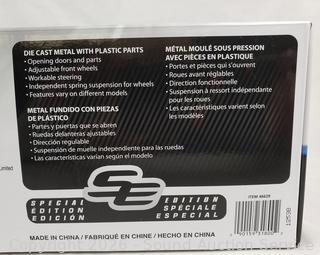 DIE CAST METAL WITH PLASTIC PARTS
• Opening doors and parts
• Adjustable front wheels
• Workable steering
• Independent spring suspension for wheels
• Features vary on different models
METAL FUNDIDO CON PIEZAS
DE PLÁSTICO
• Partes y puertas que se abren
• Ruedas delanteras ajustables
• Dirección regulable
• Suspensión de muelle independiente para las ruedas
• Las características varían según el modelo
MÉTAL MOULÉ SOUS PRESSION
AVEC PIÈCES EN PLASTIQUE
• Portes et pièces qui s'ouvrent
• Roues avant réglables
• Direction fonctionnelle
• Suspension à ressort indépendante
pour les roues
• Les caractéristiques varient selon
les modèles
Limited
SPECIAL
ÉDITION
EDICIÓN
SE
EDITION
SPÉCIALE
ESPECIAL
MADE IN CHINA / FABRIQUÉ EN CHINE / HECHO EN CHINA